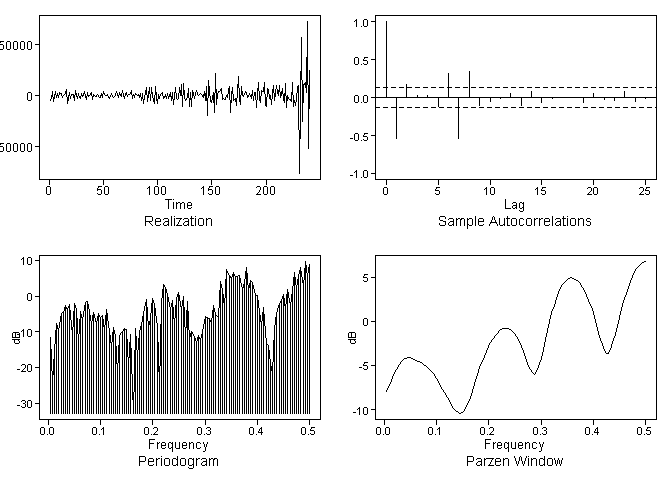 50000
0
50000
0 50 100 150 200
Time
Realization
1.0
0.5
0.0
-0.5
-1.0
0 5 10 15 20 25
Lag
Sample Autocorrelations
10
0
-10
-20
-30
dB
0.0 0.1 0.2 0.3 0.4 0.5
Frequency
Periodogram
5
0
-5
-10
dB
0.0 0.1 0.2 0.3 0.4 0.5
Frequency
Parzen Window